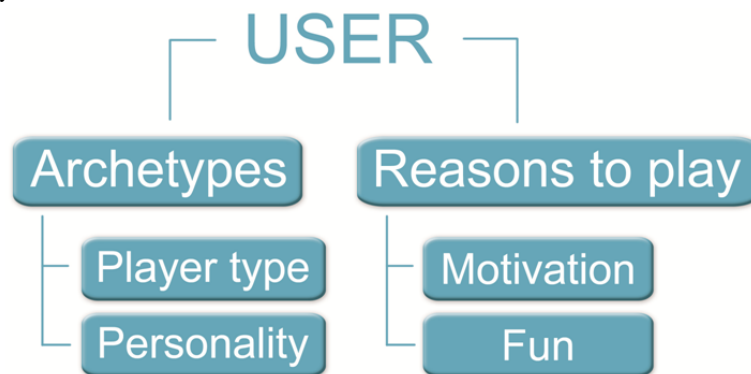 USER
Archetypes
Player type
Personality
Reasons to play
Motivation
Fun